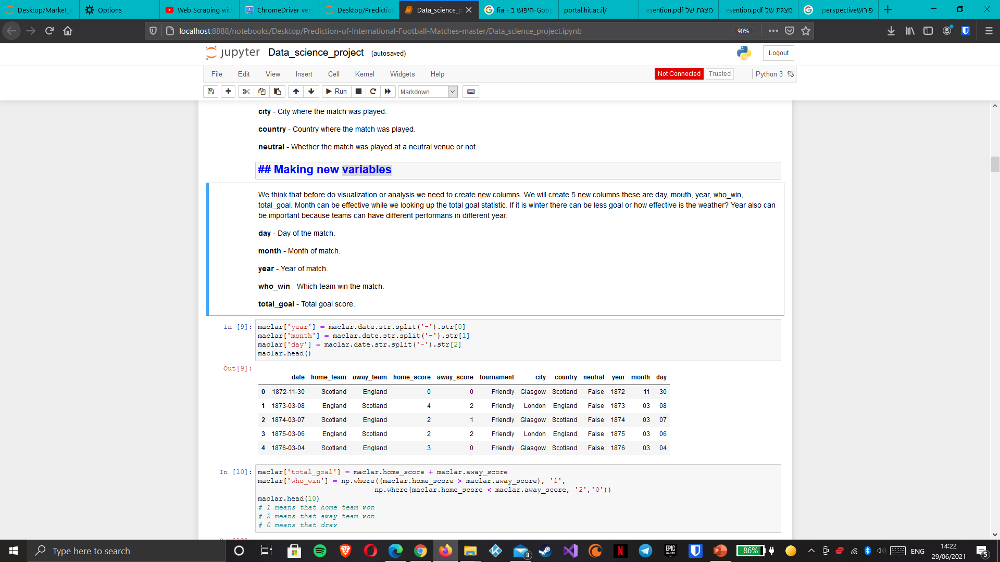 Desktop/Market_
Options
Web Scraping with
ChromeDriver ver
Desktop/Predictio
Data_science_p
fia - חיפוש ב-Goog
portal.hit.ac.il/
מצגת של esention.pdf
מצגת של esention.pdf
פירוש perspective
localhost:8888/notebooks/Desktop/Prediction-of-International-Football-Matches-master/Data_science_project.ipynb
90%
jupyter Data_science_project (autosaved)
Logout
File Edit View Insert Cell Kernel Widgets Help
Not Connected Trusted Python 3
Run Markdown
city - City where the match was played.
country - Country where the match was played.
neutral - Whether the match was played at a neutral venue or not.
## Making new variables
We think that before do visualization or analysis we need to create new columns. We will create 5 new columns these are day, mouth, year, who_win,
total_goal. Month can be effective while we looking up the total goal statistic. If it is winter there can be less goal or how effective is the weather? Year also can
be important because teams can have different performans in different year.
day - Day of the match.
month - Month of match.
year - Year of match.
who_win - Which team win the match.
total_goal - Total goal score.
In [9]: maclar['year'] = maclar.date.str.split('-').str[0]
maclar['month'] = maclar.date.str.split('-').str[1]
maclar['day'] = maclar.date.str.split('-').str[2]
maclar.head()
Out[9]:
date home_team away_team home_score away_score tournament city country neutral year month day
0 1872-11-30 Scotland England 0 0 Friendly Glasgow Scotland False 1872 11 30
1 1873-03-08 England Scotland 4 2 Friendly London England False 1873 03 08
2 1874-03-07 Scotland England 2 1 Friendly Glasgow Scotland False 1874 03 07
3 1875-03-06 England Scotland 2 2 Friendly London England False 1875 03 06
4 1876-03-04 Scotland England 3 0 Friendly Glasgow Scotland False 1876 03 04
In [10]: maclar['total_goal'] = maclar.home_score + maclar.away_score
maclar['who_win'] = np.where((maclar.home_score > maclar.away_score), '1',
np.where(maclar.home_score < maclar.away_score, '2','0'))
maclar.head(10)
# 1 means that home team won
# 2 means that away team won
# 0 means that draw
Type here to search
3
N
EPIC GAMES
86%
ENG
14:22
29/06/2021
5